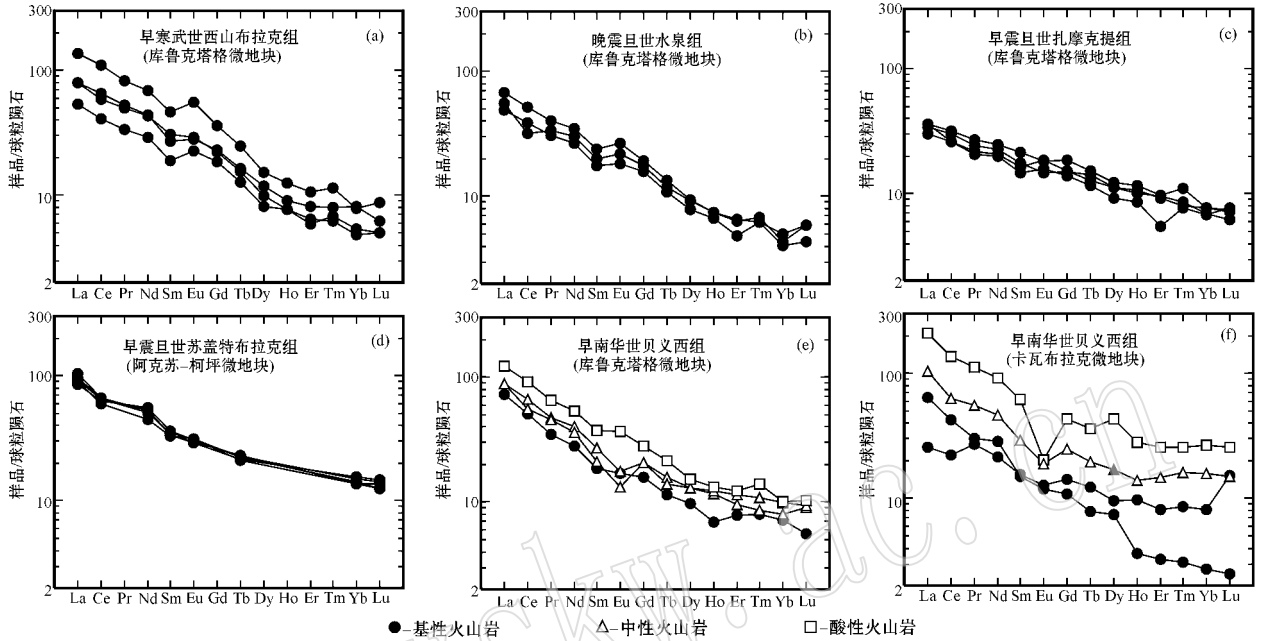 300
100
10
2
样品/球粒陨石
早寒武世西山布拉克组
(库鲁克塔格微地块)
(a)
La Ce Pr Nd Sm Eu Gd Tb Dy Ho Er Tm Yb Lu
300
100
10
2
样品/球粒陨石
晚震旦世水泉组
(库鲁克塔格微地块)
(b)
La Ce Pr Nd Sm Eu Gd Tb Dy Ho Er Tm Yb Lu
300
100
10
2
样品/球粒陨石
早震旦世扎摩克提组
(库鲁克塔格微地块)
(c)
La Ce Pr Nd Sm Eu Gd Tb Dy Ho Er Tm Yb Lu
300
100
10
2
样品/球粒陨石
早震旦世苏盖特布拉克组
(阿克苏-柯坪微地块)
(d)
La Ce Pr Nd Sm Eu Gd Tb Dy Ho Er Tm Yb Lu
300
100
10
2
样品/球粒陨石
早南华世贝义西组
(库鲁克塔格微地块)
(e)
La Ce Pr Nd Sm Eu Gd Tb Dy Ho Er Tm Yb Lu
300
100
10
2
样品/球粒陨石
早南华世贝义西组
(卡瓦布拉克微地块)
(f)
La Ce Pr Nd Sm Eu Gd Tb Dy Ho Er Tm Yb Lu
-基性火山岩 -中性火山岩 -酸性火山岩